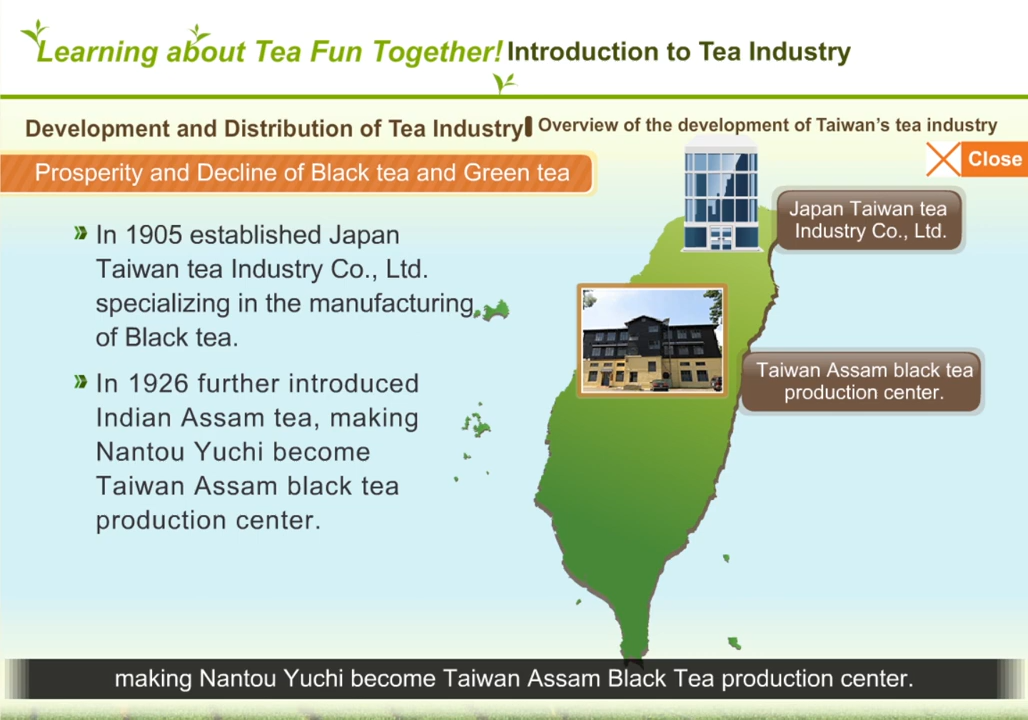 Learning about Tea Fun Together! Introduction to Tea Industry
Development and Distribution of Tea Industry Overview of the development of Taiwan's tea industry
Prosperity and Decline of Black tea and Green tea
Close
In 1905 established Japan
Taiwan tea Industry Co., Ltd.
specializing in the manufacturing
of Black tea.
In 1926 further introduced
Indian Assam tea, making
Nantou Yuchi become
Taiwan Assam black tea
production center.
Japan Taiwan tea
Industry Co., Ltd.
Taiwan Assam black tea
production center.
making Nantou Yuchi become Taiwan Assam Black Tea production center.